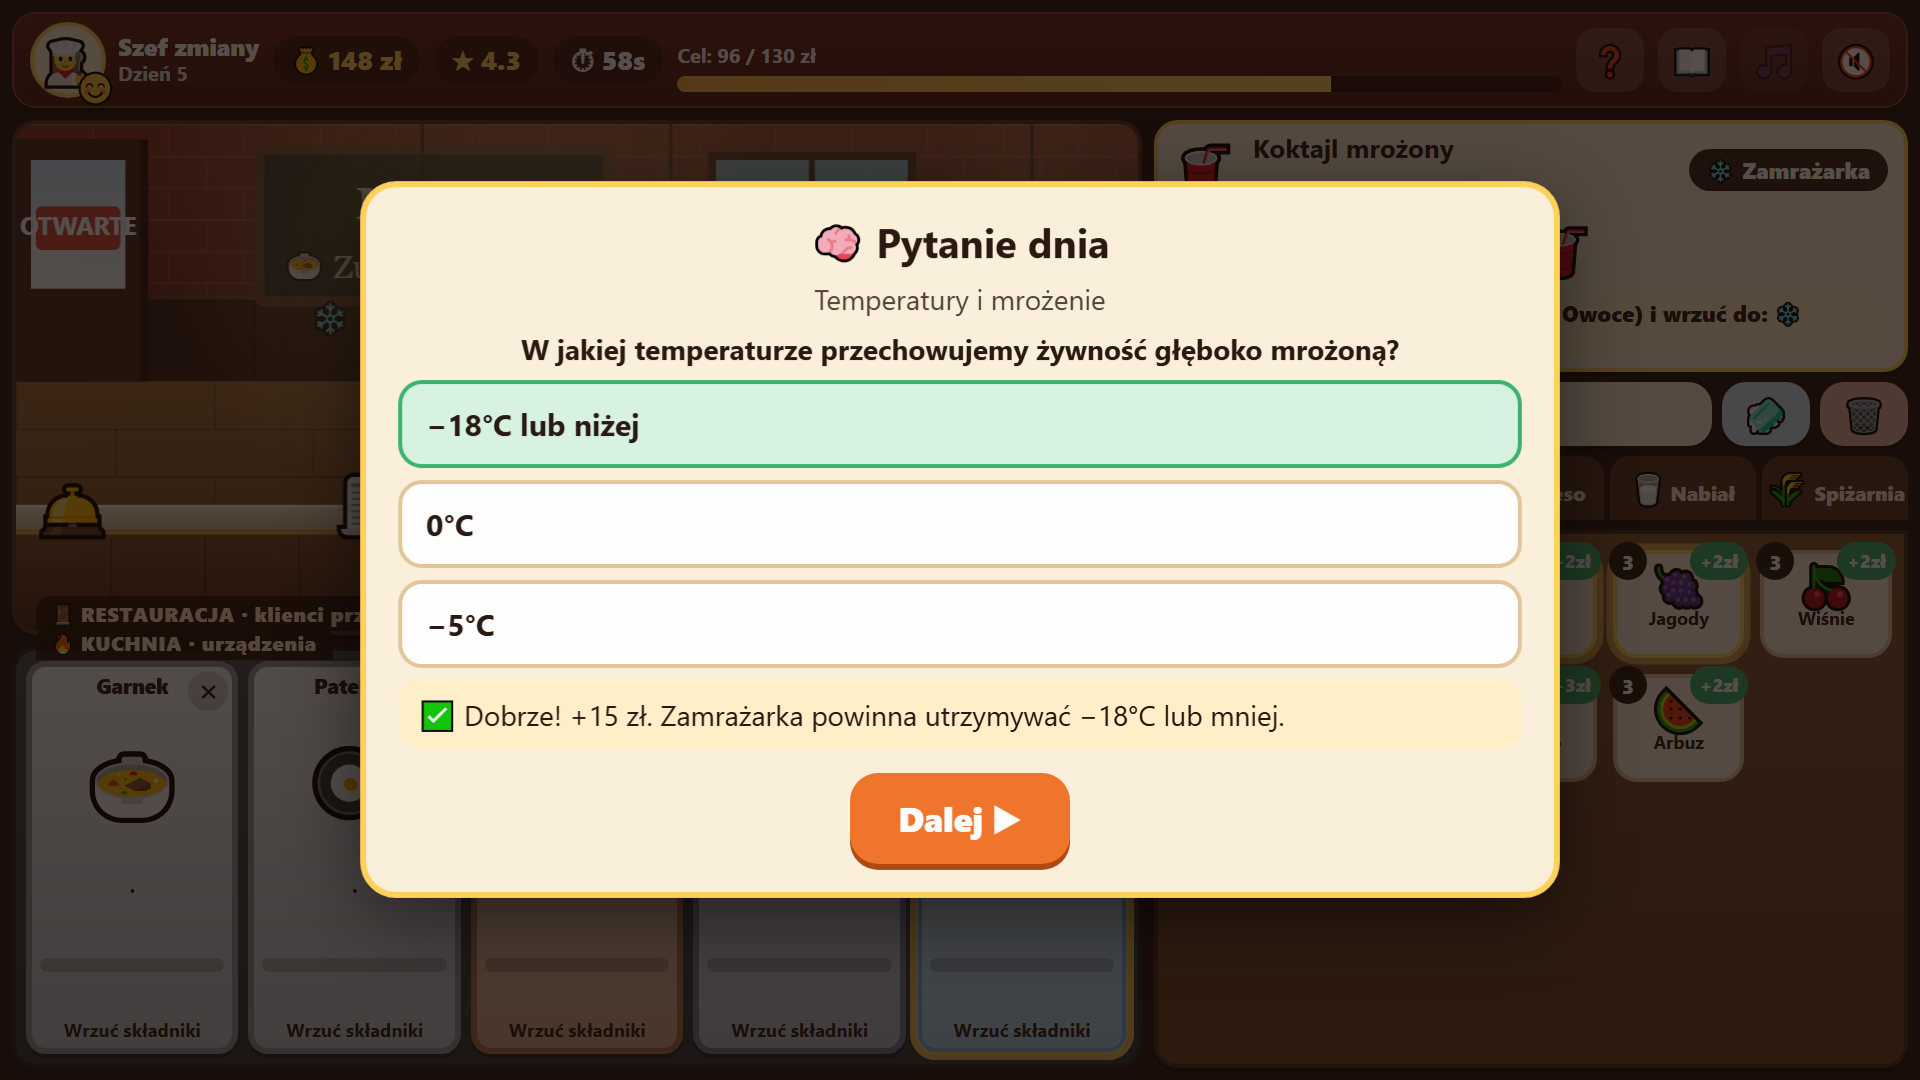 Szef zmiany
Dzień 5
148 zł
★ 4.3
58s
Cel: 96 / 130 zł
OTWARTE
Koktajl mrożony
Zamrażarka
Owoce) i wrzuć do:
Pytanie dnia
Temperatury i mrożenie
W jakiej temperaturze przechowujemy żywność głęboko mrożoną?
−18°C lub niżej
0°C
−5°C
✅ Dobrze! +15 zł. Zamrażarka powinna utrzymywać −18°C lub mniej.
Dalej ▶
Nabiał
Spiżarnia
3
+2zł
Jagody
3
+2zł
Wiśnie
3
+2zł
Arbuz
RESTAURACJA · klienci
KUCHNIA · urządzenia
Garnek
Wrzuć składniki
Wrzuć składniki
Wrzuć składniki
Wrzuć składniki
Wrzuć składniki